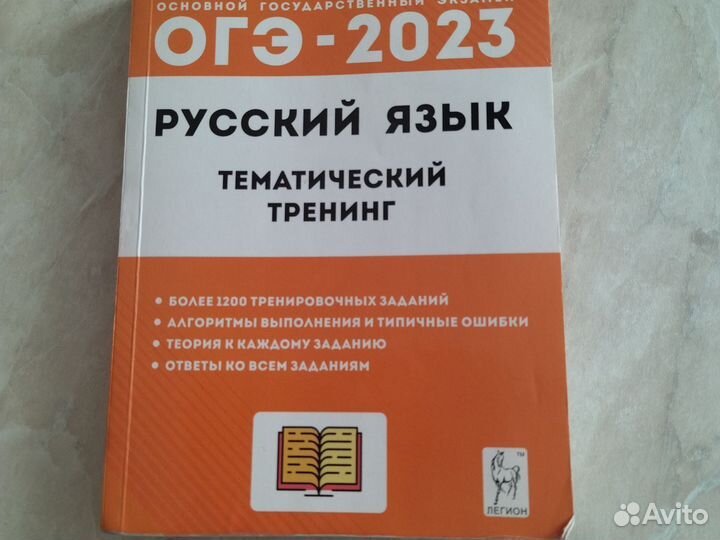 ОСНОВНОЙ ГОСУДАРСТВЕННЫЙ ЭКЗАМЕН
ОГЭ-2023
РУССКИЙ ЯЗЫК
ТЕМАТИЧЕСКИЙ
ТРЕНИНГ
• БОЛЕЕ 1200 ТРЕНИРОВОЧНЫХ ЗАДАНИЙ
• АЛГОРИТМЫ ВЫПОЛНЕНИЯ И ТИПИЧНЫЕ ОШИБКИ
• ТЕОРИЯ К КАЖДОМУ ЗАДАНИЮ
• ОТВЕТЫ КО ВСЕМ ЗАДАНИЯМ
TM
ЛЕГИОН
Avito